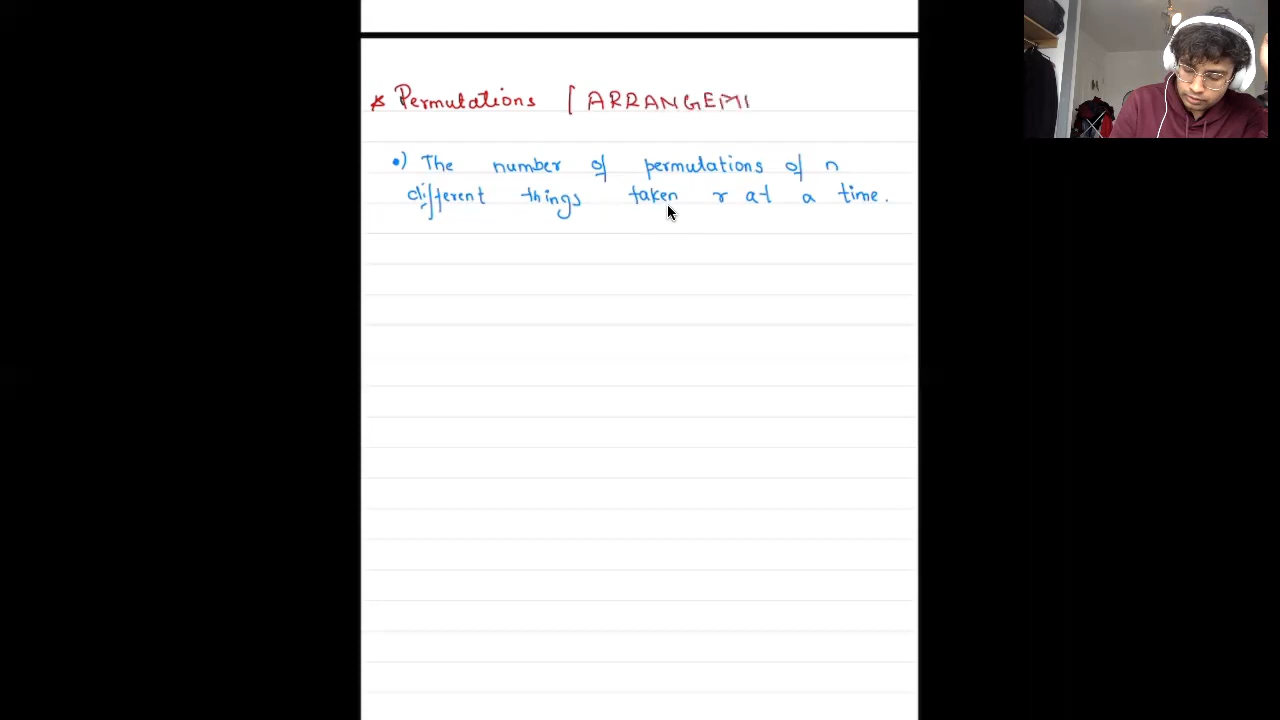 * Permutations [ ARRANGEM
•) The number of permutations of n
different things taken r at a time.